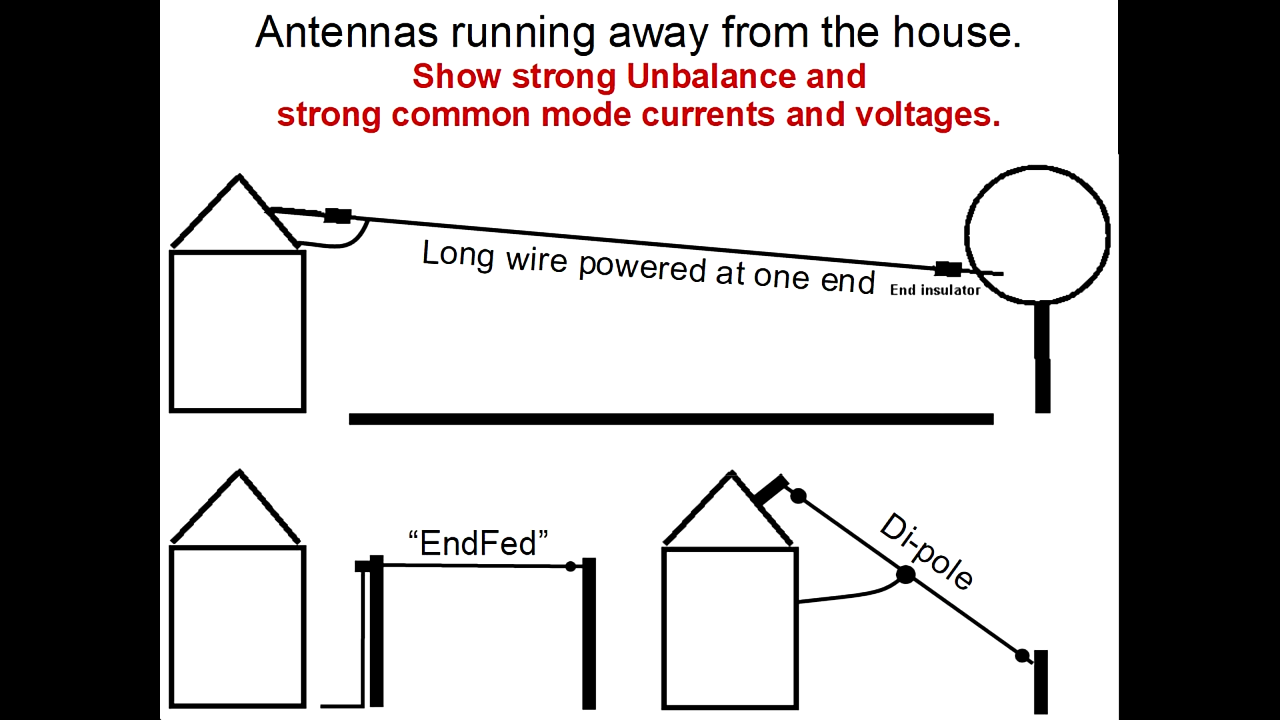 Antennas running away from the house.
Show strong Unbalance and
strong common mode currents and voltages.
Long wire powered at one end
End insulator
“EndFed”
Di-pole